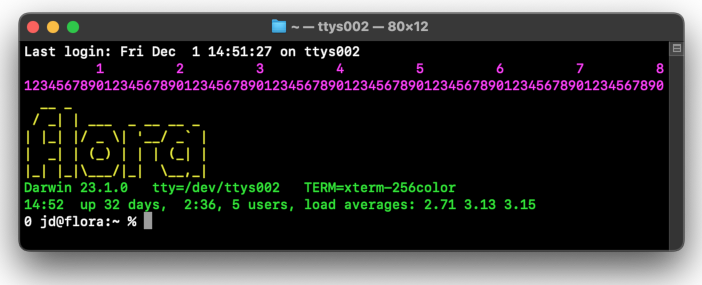 ~ — ttys002 — 80×12
Last login: Fri Dec  1 14:51:27 on ttys002
         1         2         3         4         5         6         7         8
12345678901234567890123456789012345678901234567890123456789012345678901234567890
flora
Darwin 23.1.0   tty=/dev/ttys002   TERM=xterm-256color
14:52  up 32 days,  2:36, 5 users, load averages: 2.71 3.13 3.15
0 jd@flora:~ %